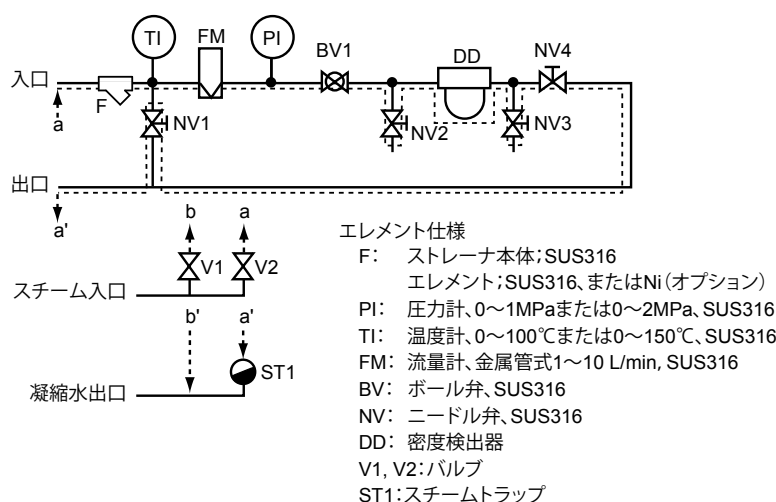 TI
FM
PI
BV1
DD
NV4
入口
a
F
NV1
NV2
NV3
出口
a'
b
a
V1
V2
スチーム入口
b'
a'
ST1
凝縮水出口
エレメント仕様
F: ストレーナ本体;SUS316
エレメント;SUS316、またはNi(オプション)
PI: 圧力計、0~1MPaまたは0~2MPa、SUS316
TI: 温度計、0~100℃または0~150℃、SUS316
FM: 流量計、金属管式1~10 L/min, SUS316
BV: ボール弁、SUS316
NV: ニードル弁、SUS316
DD: 密度検出器
V1, V2:バルブ
ST1:スチームトラップ